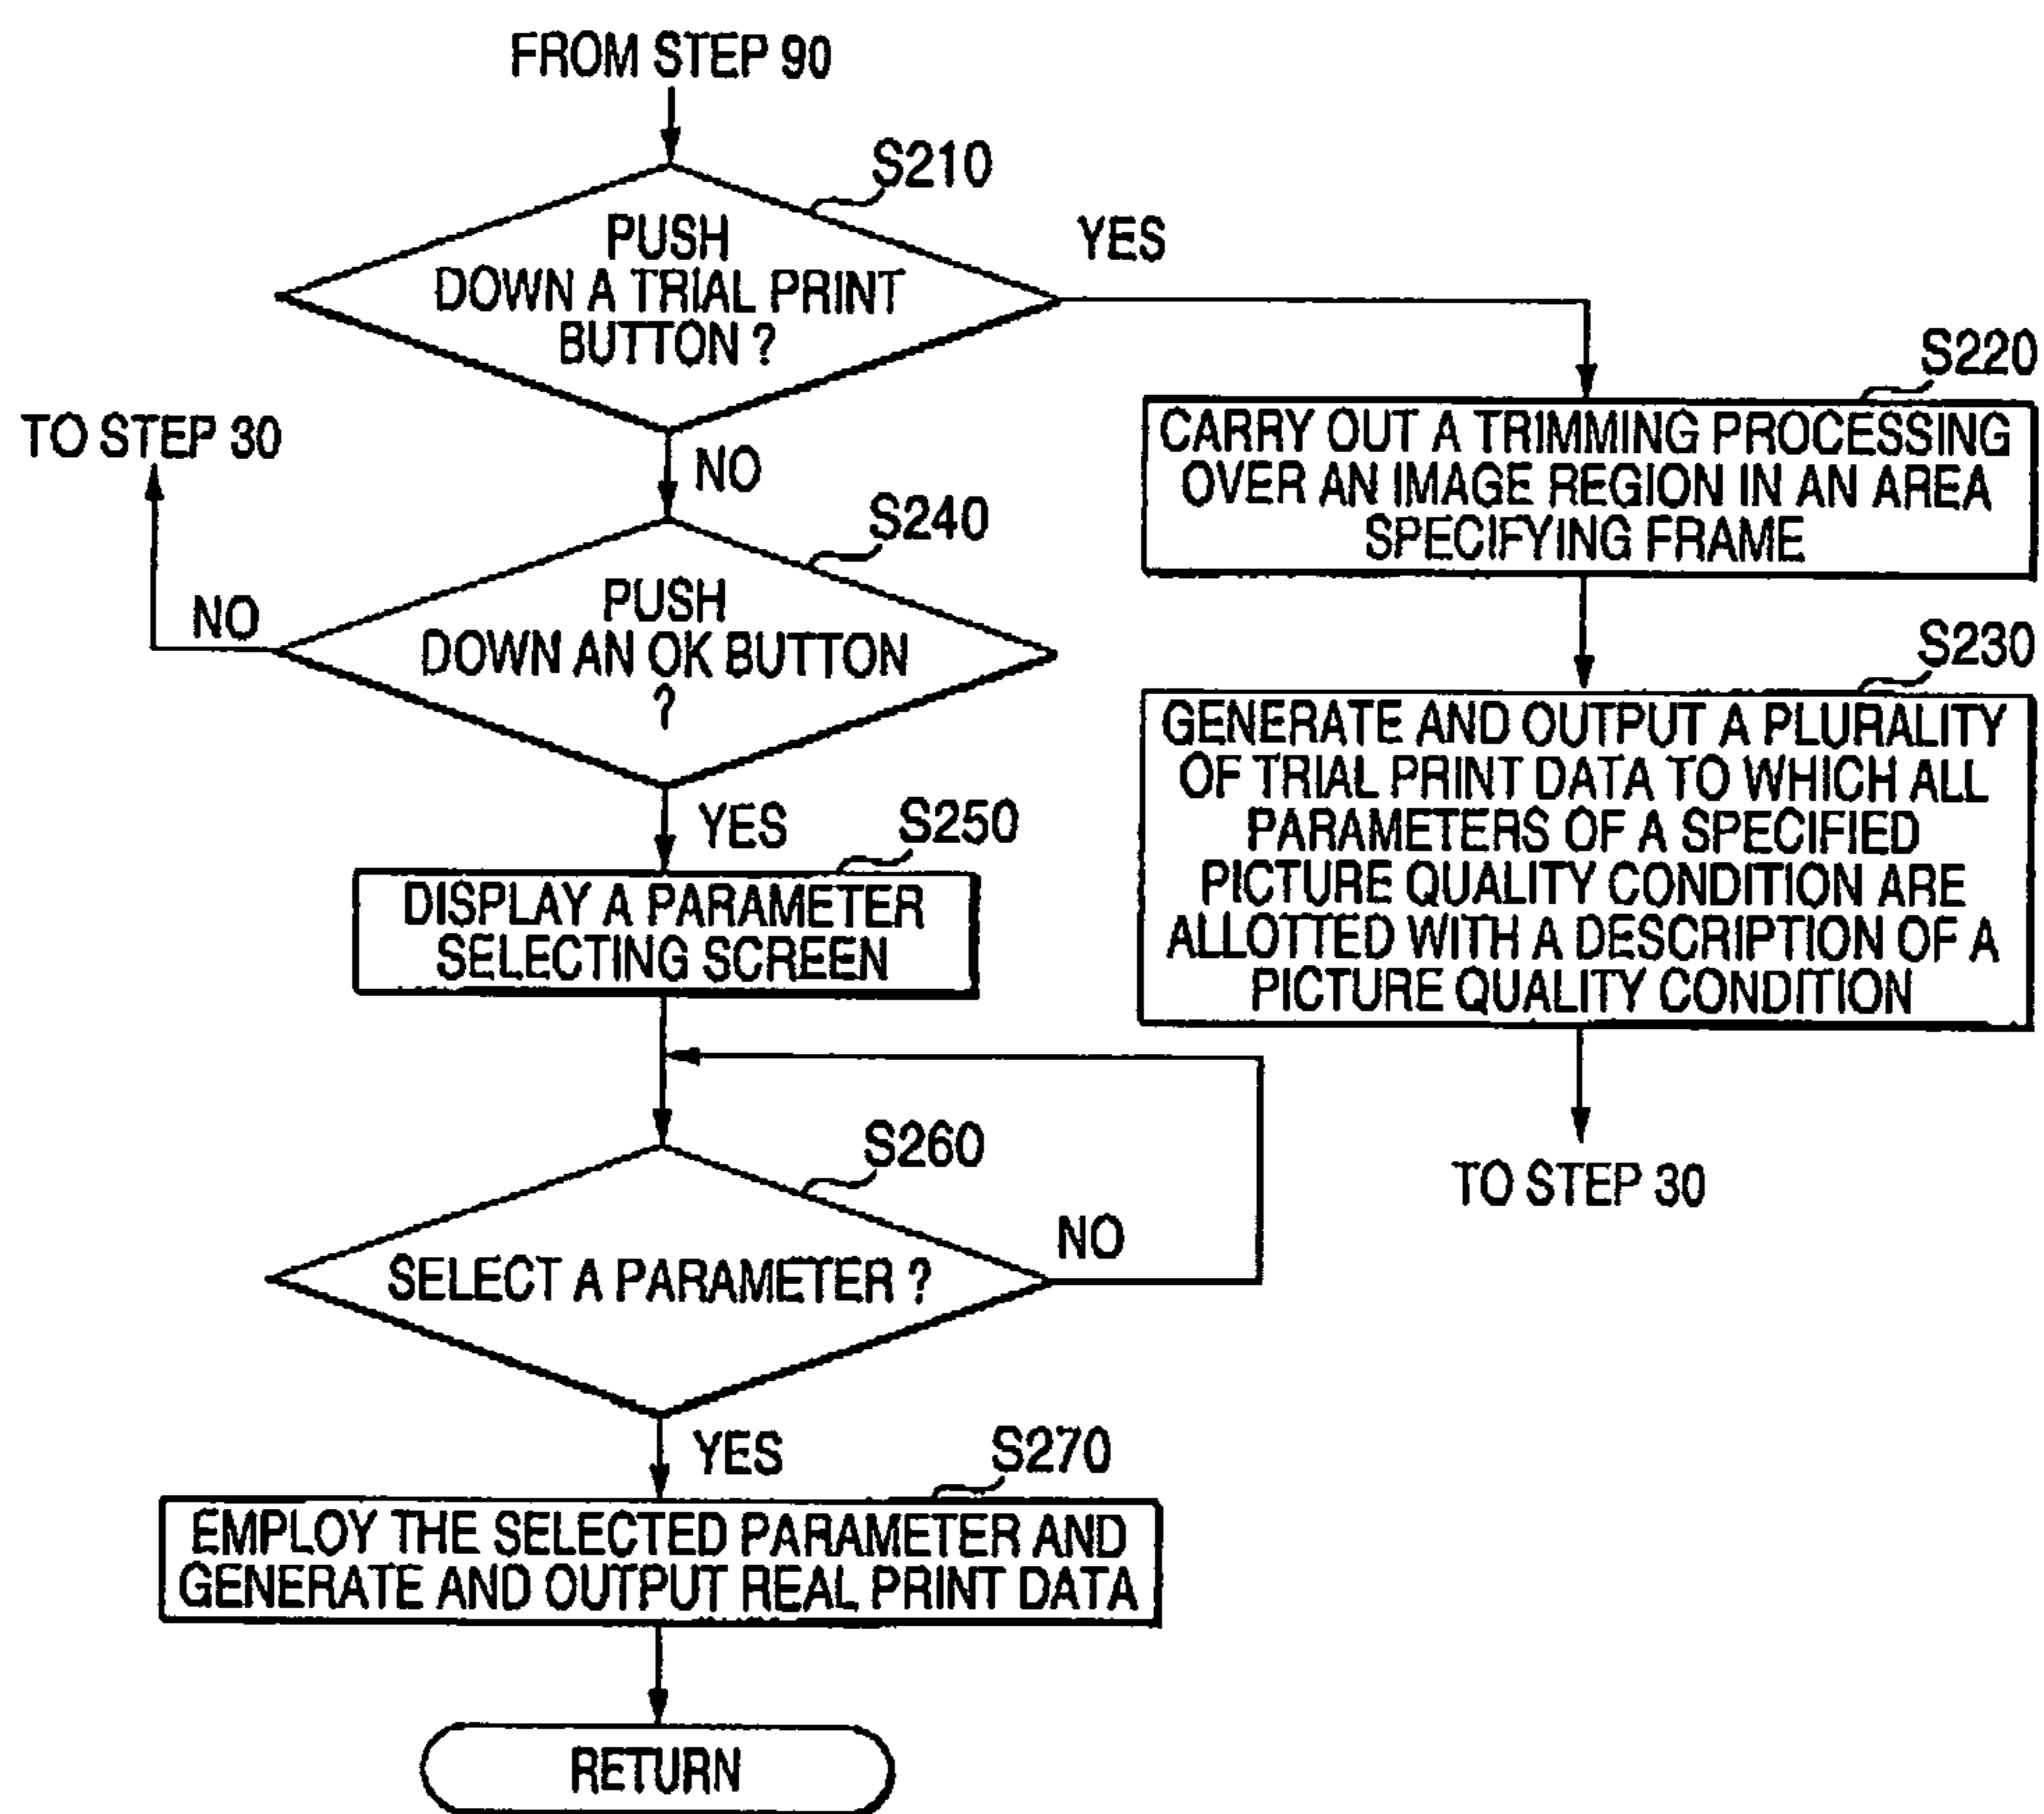 FROM STEP 90
S210
PUSH
DOWN A TRIAL PRINT
BUTTON ?
YES
NO
S220
CARRY OUT A TRIMMING PROCESSING
OVER AN IMAGE REGION IN AN AREA
SPECIFYING FRAME
TO STEP 30
S240
PUSH
DOWN AN OK BUTTON
?
NO
YES
S230
GENERATE AND OUTPUT A PLURALITY
OF TRIAL PRINT DATA TO WHICH ALL
PARAMETERS OF A SPECIFIED
PICTURE QUALITY CONDITION ARE
ALLOTTED WITH A DESCRIPTION OF A
PICTURE QUALITY CONDITION
TO STEP 30
S250
DISPLAY A PARAMETER
SELECTING SCREEN
S260
SELECT A PARAMETER ?
NO
YES
S270
EMPLOY THE SELECTED PARAMETER AND
GENERATE AND OUTPUT REAL PRINT DATA
RETURN